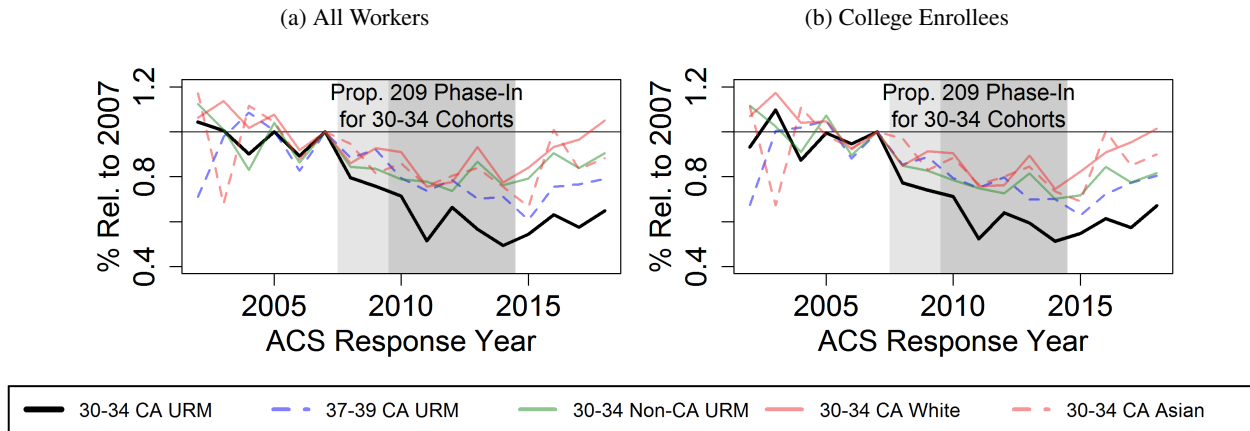 (a) All Workers
(b) College Enrollees
% Rel. to 2007
1.2
0.8
0.4
Prop. 209 Phase-In
for 30-34 Cohorts
2005
2010
2015
ACS Response Year
% Rel. to 2007
1.2
0.8
0.4
Prop. 209 Phase-In
for 30-34 Cohorts
2005
2010
2015
ACS Response Year
30-34 CA URM
37-39 CA URM
30-34 Non-CA URM
30-34 CA White
30-34 CA Asian